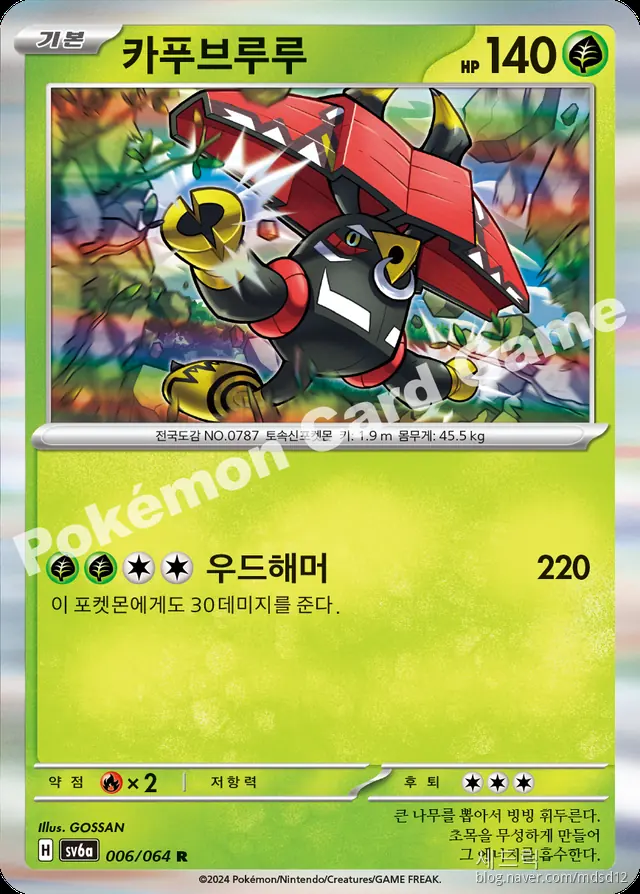 기본 카푸브루루 HP 140
전국도감 NO.0787 토속신포켓몬 키: 1.9 m 몸무게: 45.5 kg
Pokémon Card Game
우드해머 220
이 포켓몬에게도 30데미지를 준다.
약점 ×2 저항력 후퇴
큰 나무를 뽑아서 빙빙 휘두른다.
초목을 무성하게 만들어
그 에너지를 흡수한다.
Illus. GOSSAN
H sv6a 006/064 R
©2024 Pokémon/Nintendo/Creatures/GAME FREAK.
blog.naver.com/mdsd12